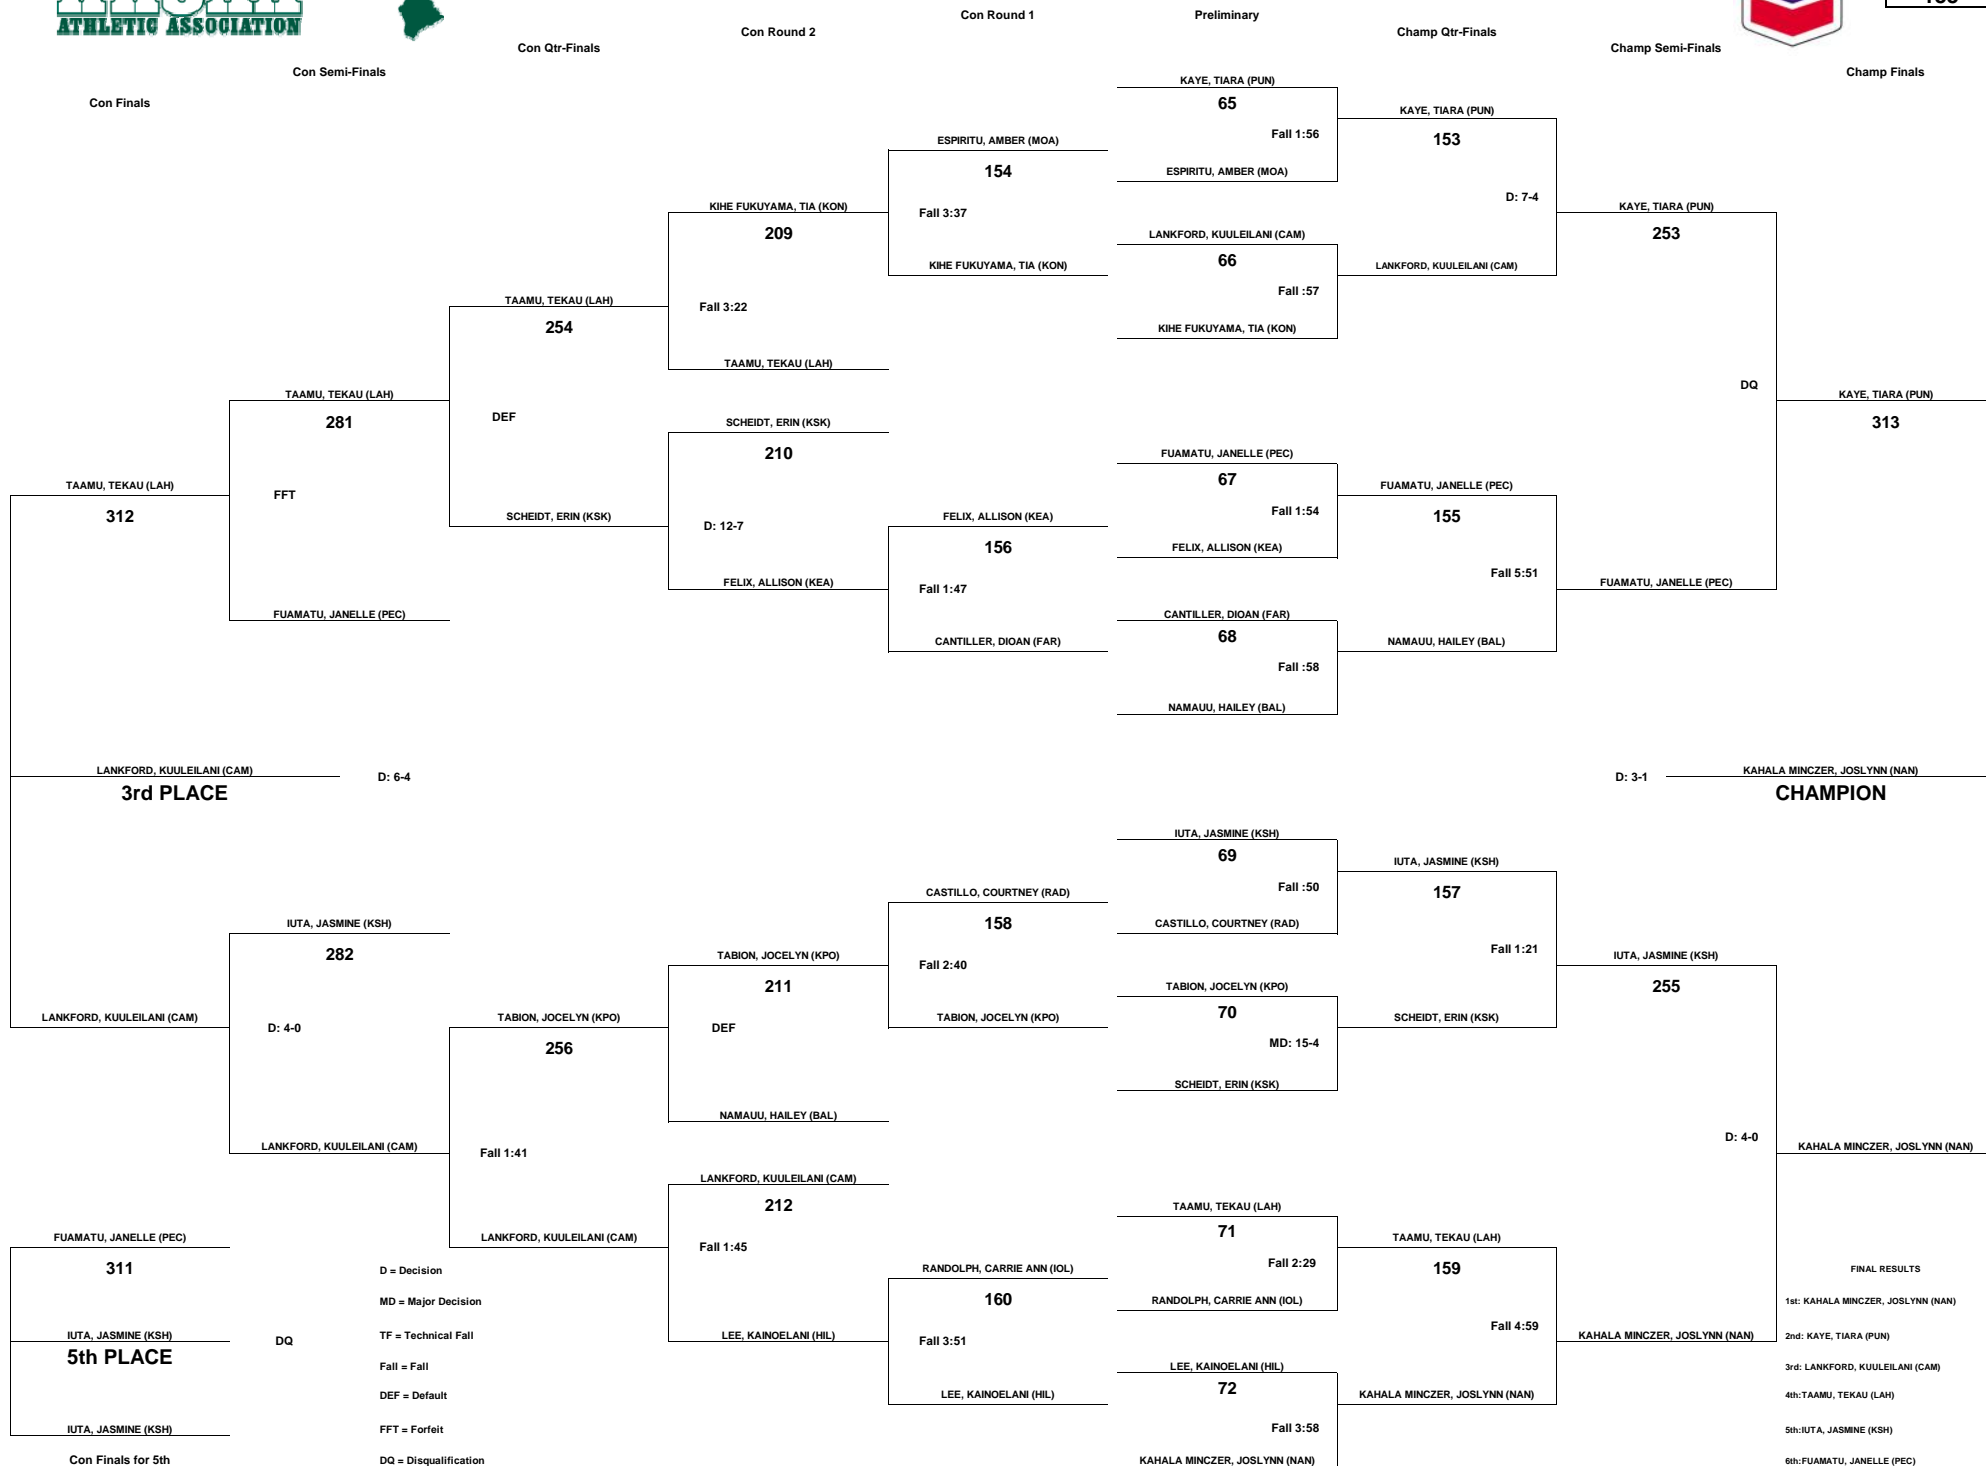 ATHLETIC ASSOCIATION
Con Finals
Con Semi-Finals
Con Qtr-Finals
Con Round 2
Con Round 1
Preliminary
Champ Qtr-Finals
Champ Semi-Finals
Champ Finals
TAAMU, TEKAU (LAH)
312
LANKFORD, KUULEILANI (CAM)
3rd PLACE
D: 6-4
LANKFORD, KUULEILANI (CAM)
FUAMATU, JANELLE (PEC)
311
IUTA, JASMINE (KSH)
5th PLACE
DQ
IUTA, JASMINE (KSH)
Con Finals for 5th
TAAMU, TEKAU (LAH)
281
FFT
FUAMATU, JANELLE (PEC)
IUTA, JASMINE (KSH)
282
D: 4-0
LANKFORD, KUULEILANI (CAM)
D = Decision
MD = Major Decision
TF = Technical Fall
Fall = Fall
DEF = Default
FFT = Forfeit
DQ = Disqualification
TAAMU, TEKAU (LAH)
254
DEF
SCHEIDT, ERIN (KSK)
TABION, JOCELYN (KPO)
256
Fall 1:41
LANKFORD, KUULEILANI (CAM)
KIHE FUKUYAMA, TIA (KON)
209
Fall 3:22
TAAMU, TEKAU (LAH)
SCHEIDT, ERIN (KSK)
210
D: 12-7
FELIX, ALLISON (KEA)
TABION, JOCELYN (KPO)
211
DEF
NAMAUU, HAILEY (BAL)
LANKFORD, KUULEILANI (CAM)
212
Fall 1:45
LEE, KAINOELANI (HIL)
ESPIRITU, AMBER (MOA)
154
Fall 3:37
KIHE FUKUYAMA, TIA (KON)
FELIX, ALLISON (KEA)
156
Fall 1:47
CANTILLER, DIOAN (FAR)
CASTILLO, COURTNEY (RAD)
158
Fall 2:40
TABION, JOCELYN (KPO)
RANDOLPH, CARRIE ANN (IOL)
160
Fall 3:51
LEE, KAINOELANI (HIL)
KAYE, TIARA (PUN)
65
Fall 1:56
ESPIRITU, AMBER (MOA)
LANKFORD, KUULEILANI (CAM)
66
Fall :57
KIHE FUKUYAMA, TIA (KON)
FUAMATU, JANELLE (PEC)
67
Fall 1:54
FELIX, ALLISON (KEA)
CANTILLER, DIOAN (FAR)
68
Fall :58
NAMAUU, HAILEY (BAL)
IUTA, JASMINE (KSH)
69
Fall :50
CASTILLO, COURTNEY (RAD)
TABION, JOCELYN (KPO)
70
MD: 15-4
SCHEIDT, ERIN (KSK)
TAAMU, TEKAU (LAH)
71
Fall 2:29
RANDOLPH, CARRIE ANN (IOL)
LEE, KAINOELANI (HIL)
72
Fall 3:58
KAHALA MINCZER, JOSLYNN (NAN)
KAYE, TIARA (PUN)
153
D: 7-4
LANKFORD, KUULEILANI (CAM)
FUAMATU, JANELLE (PEC)
155
Fall 5:51
NAMAUU, HAILEY (BAL)
IUTA, JASMINE (KSH)
157
Fall 1:21
SCHEIDT, ERIN (KSK)
TAAMU, TEKAU (LAH)
159
Fall 4:59
KAHALA MINCZER, JOSLYNN (NAN)
KAYE, TIARA (PUN)
253
DQ
FUAMATU, JANELLE (PEC)
IUTA, JASMINE (KSH)
255
D: 4-0
KAHALA MINCZER, JOSLYNN (NAN)
KAYE, TIARA (PUN)
313
D: 3-1
KAHALA MINCZER, JOSLYNN (NAN)
CHAMPION
KAHALA MINCZER, JOSLYNN (NAN)
FINAL RESULTS
1st: KAHALA MINCZER, JOSLYNN (NAN)
2nd: KAYE, TIARA (PUN)
3rd: LANKFORD, KUULEILANI (CAM)
4th:TAAMU, TEKAU (LAH)
5th:IUTA, JASMINE (KSH)
6th:FUAMATU, JANELLE (PEC)